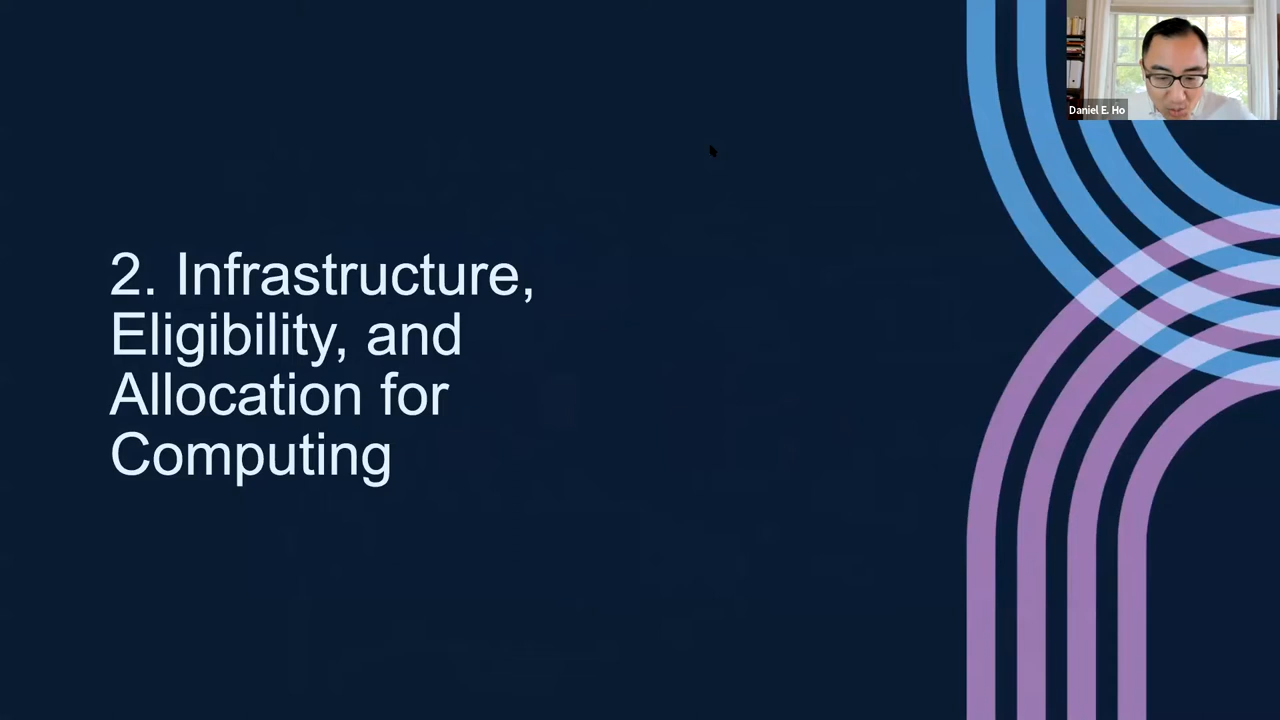 2. Infrastructure,
Eligibility, and
Allocation for
Computing
Daniel E. Ho